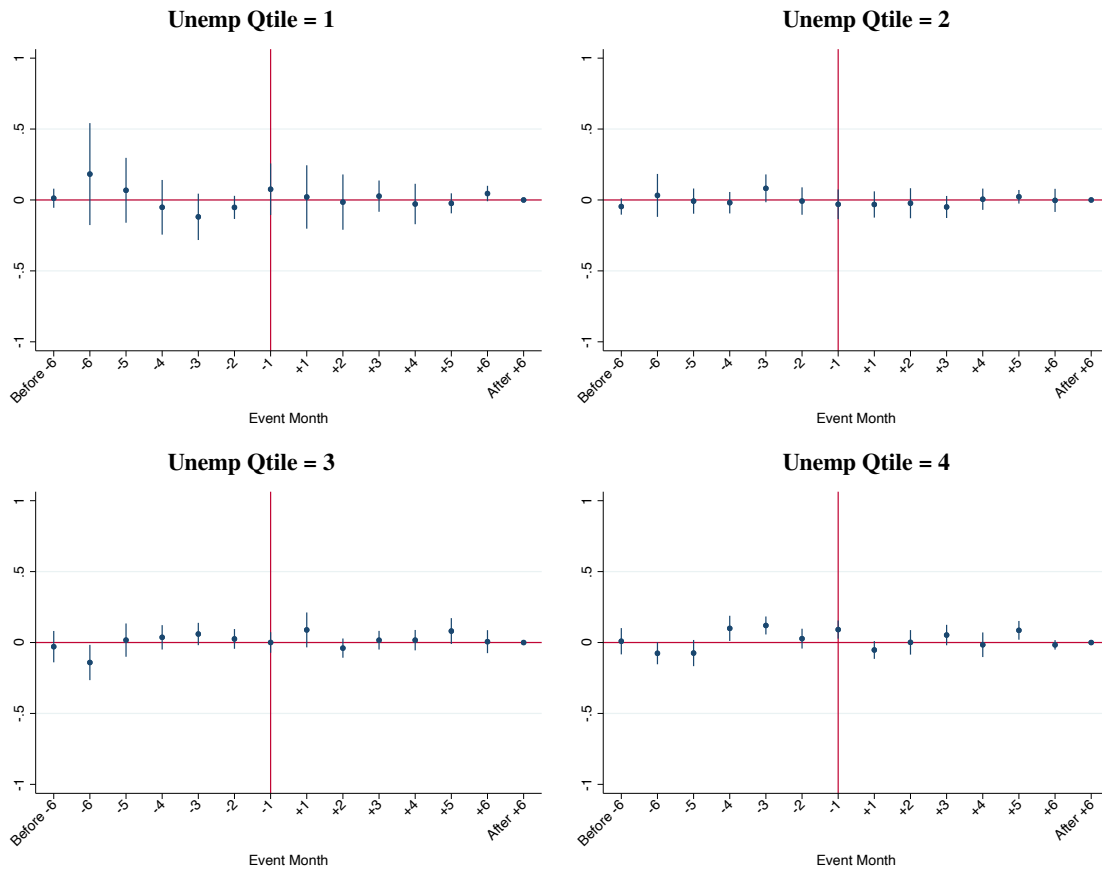 Unemp Qtile = 1
1
.5
0
-.5
-1
Before -6 -6 -5 -4 -3 -2 -1 +1 +2 +3 +4 +5 +6 After +6
Event Month
Unemp Qtile = 2
1
.5
0
-.5
-1
Before -6 -6 -5 -4 -3 -2 -1 +1 +2 +3 +4 +5 +6 After +6
Event Month
Unemp Qtile = 3
1
.5
0
-.5
-1
Before -6 -6 -5 -4 -3 -2 -1 +1 +2 +3 +4 +5 +6 After +6
Event Month
Unemp Qtile = 4
1
.5
0
-.5
-1
Before -6 -6 -5 -4 -3 -2 -1 +1 +2 +3 +4 +5 +6 After +6
Event Month